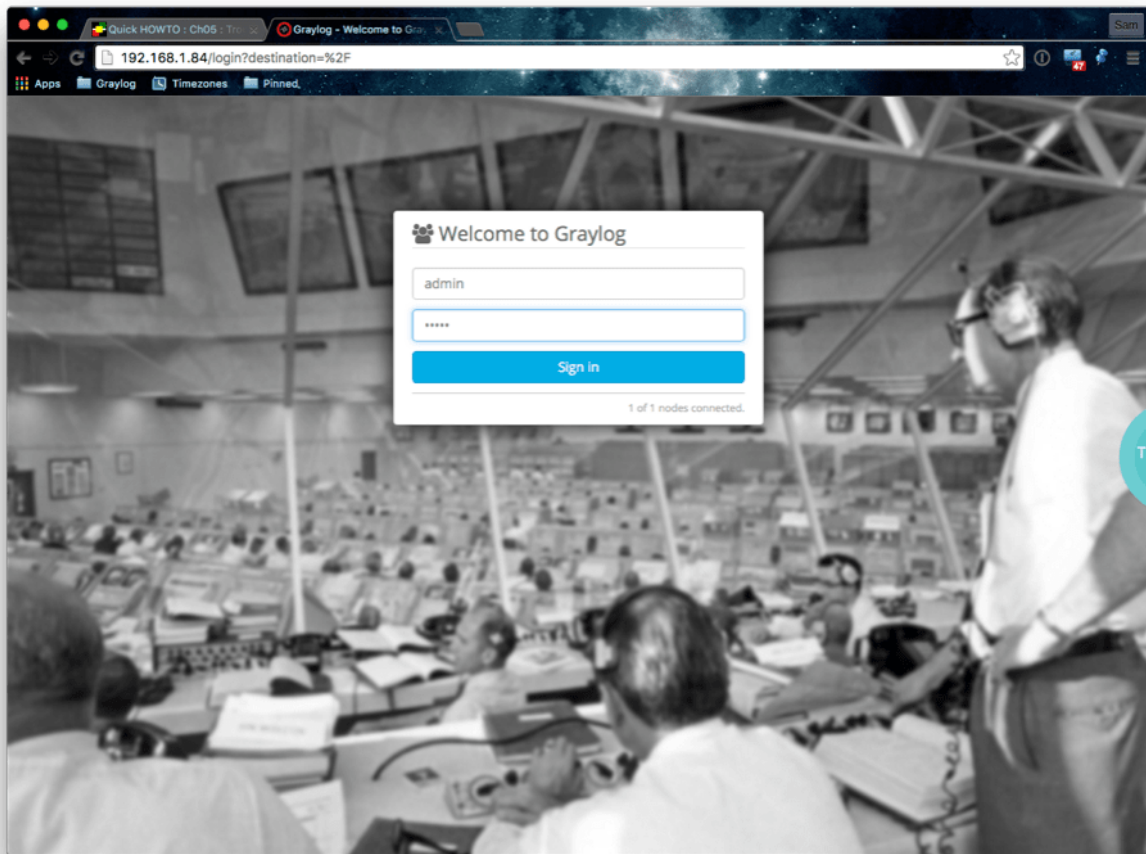 Quick HOWTO : Ch05 : Tro
Graylog - Welcome to Gray
Sam
192.168.1.84/login?destination=%2F
47
Apps
Graylog
Timezones
Pinned.
Welcome to Graylog
admin
•••••
Sign in
1 of 1 nodes connected.
T